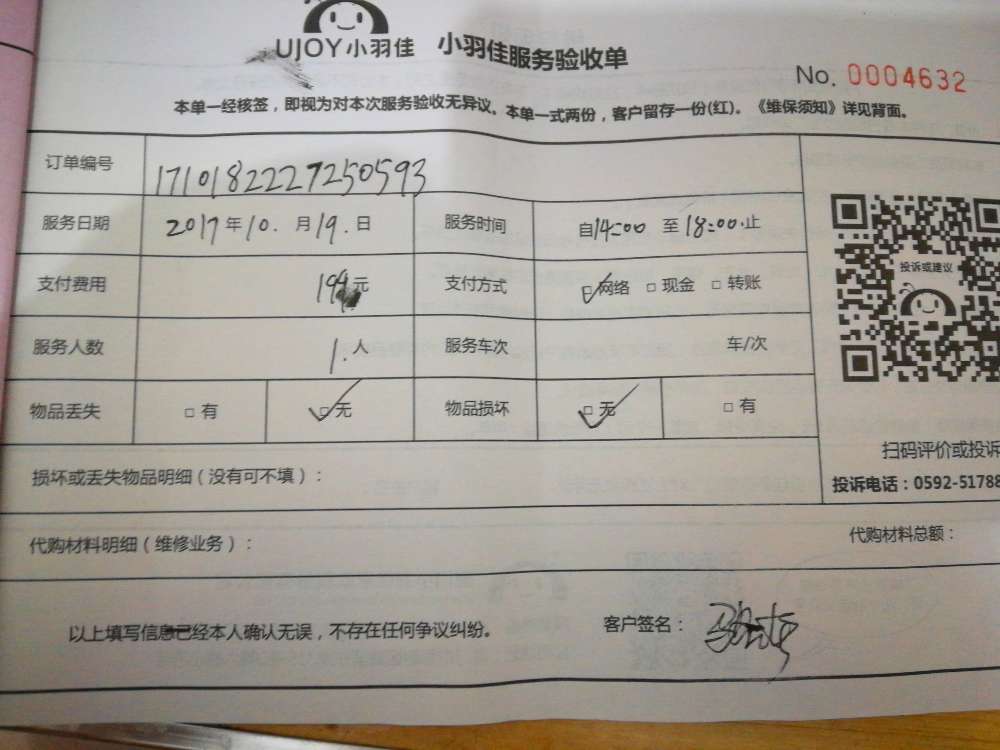 UJOY小羽佳 小羽佳服务验收单
No. 0004632
本单一经核签，即视为对本次服务验收无异议。本单一式两份，客户留存一份(红)。《维保须知》详见背面。
订单编号 1710182227250593
服务日期 2017年10.月19.日 服务时间 自14:00 至 18:00.止
支付费用 199元 支付方式 □网络 □现金 □转账
投诉或建议
服务人数 1.人 服务车次 车/次
物品丢失 □有 □无 物品损坏 □无 □有
扫码评价或投诉
损坏或丢失物品明细（没有可不填）：
投诉电话：0592-51788
代购材料明细（维修业务）： 代购材料总额：
以上填写信息已经本人确认无误，不存在任何争议纠纷。 客户签名：